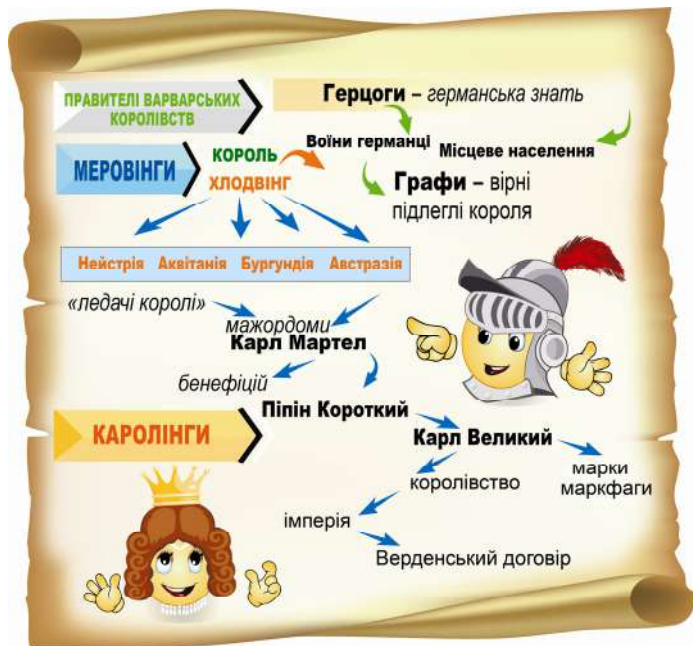 ПРАВИТЕЛІ ВАРВАРСЬКИХ
КОРОЛІВСТВ
Герцоги – германська знать
Воїни германці
Місцеве населення
МЕРОВІНГИ
КОРОЛЬ
ХЛОДВІНГ
Графи – вірні
підлеглі короля
Нейстрія Аквітанія Бургундія Австразія
«ледачі королі»
мажордоми
Карл Мартел
бенефіцій
Піпін Короткий
КАРОЛІНГИ
Карл Великий
королівство
марки
маркфаги
імперія
Верденський договір